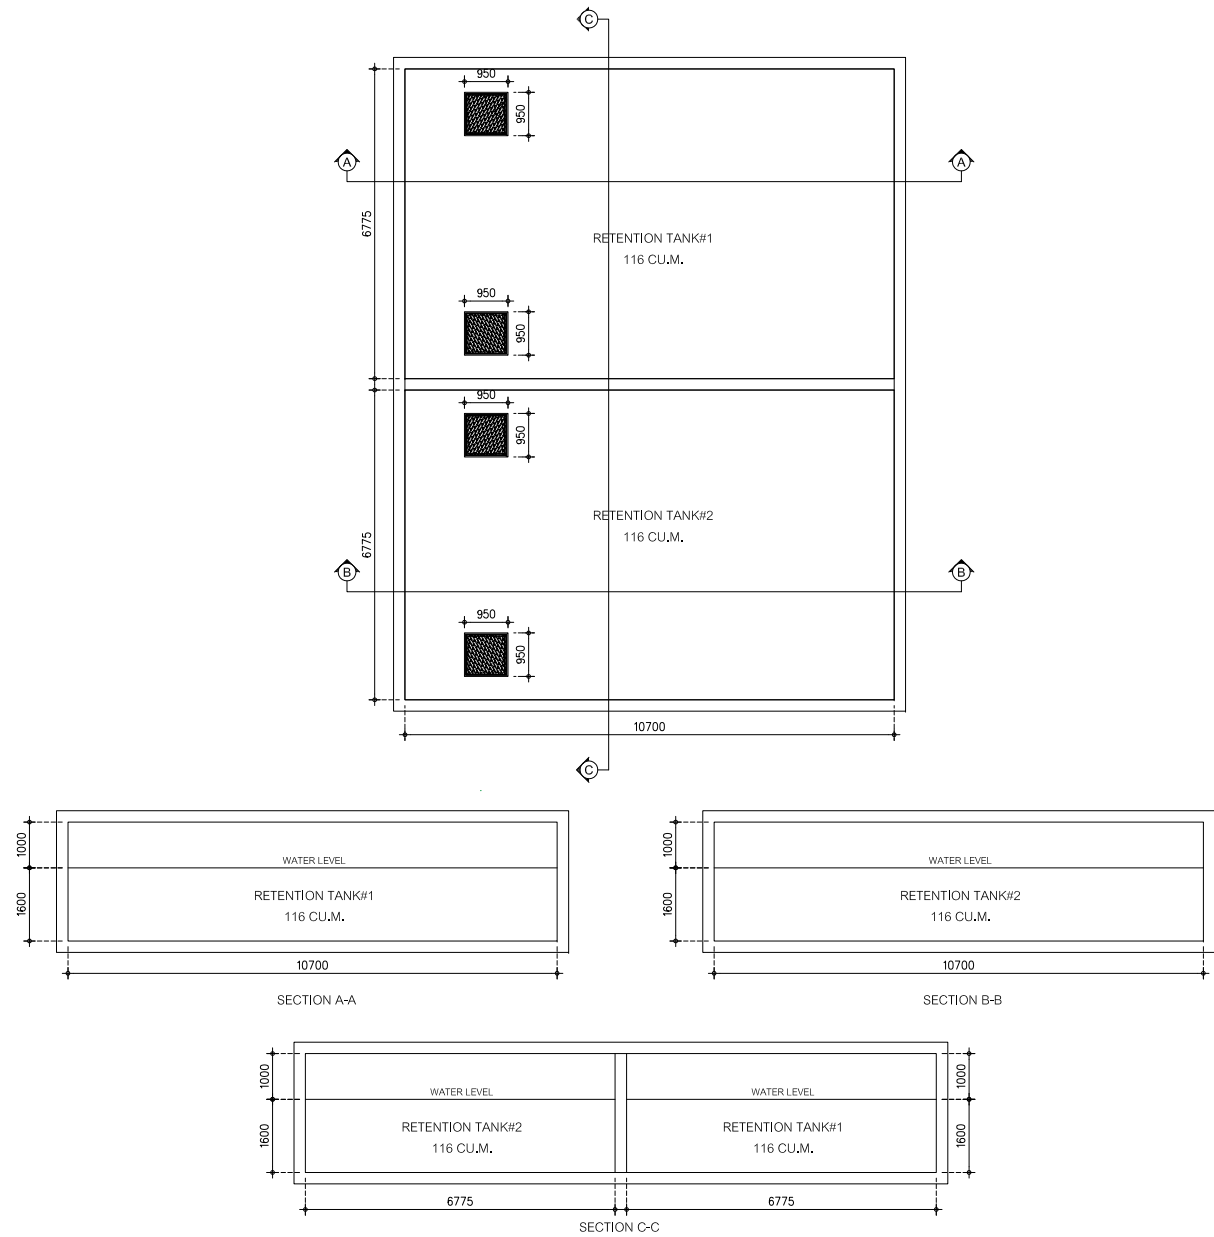 C
950
950
A
A
6775
RETENTION TANK#1
116 CU.M.
950
950
950
950
RETENTION TANK#2
116 CU.M.
6775
B
B
950
950
10700
C
1000
WATER LEVEL
1600
RETENTION TANK#1
116 CU.M.
10700
SECTION A-A
1000
WATER LEVEL
1600
RETENTION TANK#2
116 CU.M.
10700
SECTION B-B
1000
WATER LEVEL
WATER LEVEL
1000
1600
RETENTION TANK#2
RETENTION TANK#1
1600
116 CU.M.
116 CU.M.
6775
6775
SECTION C-C